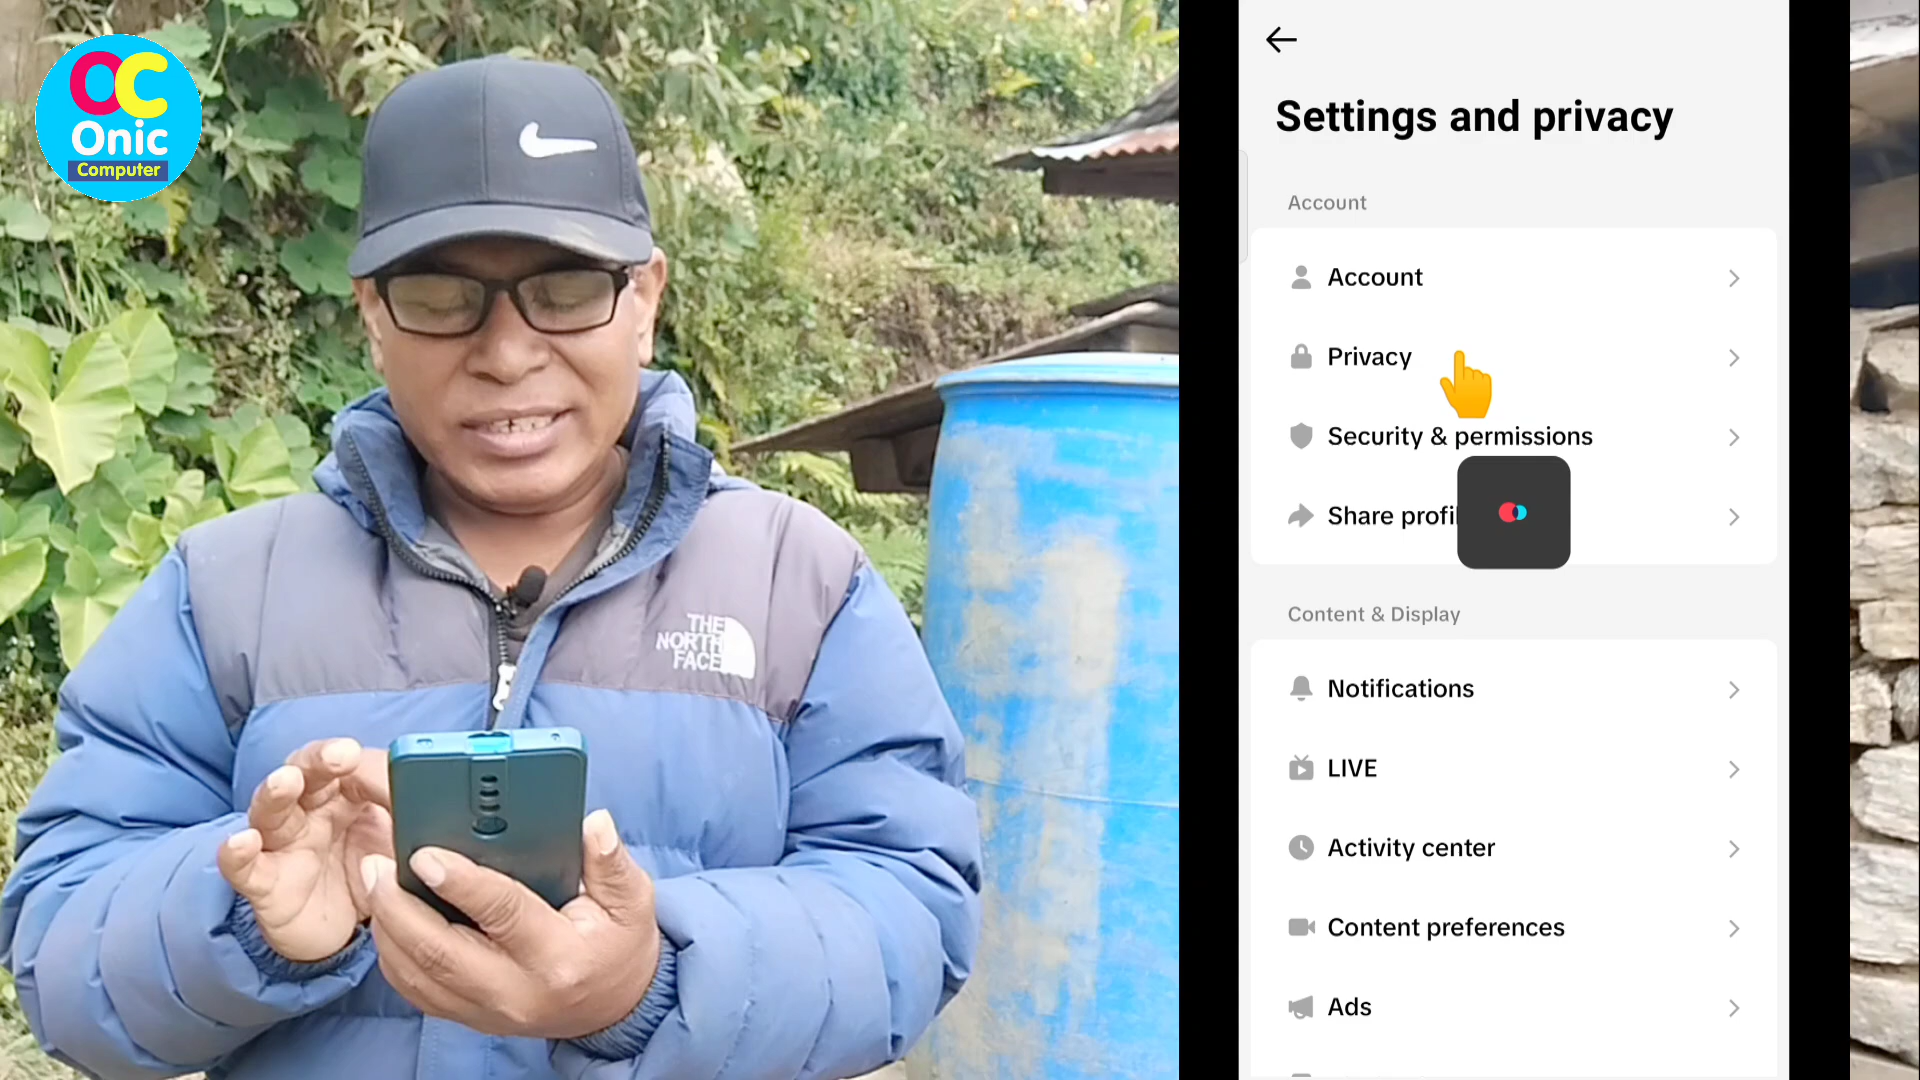 OC
Onic
Computer
THE
NORTH
FACE
Settings and privacy
Account
Account
Privacy
Security & permissions
Share profil
Content & Display
Notifications
LIVE
Activity center
Content preferences
Ads